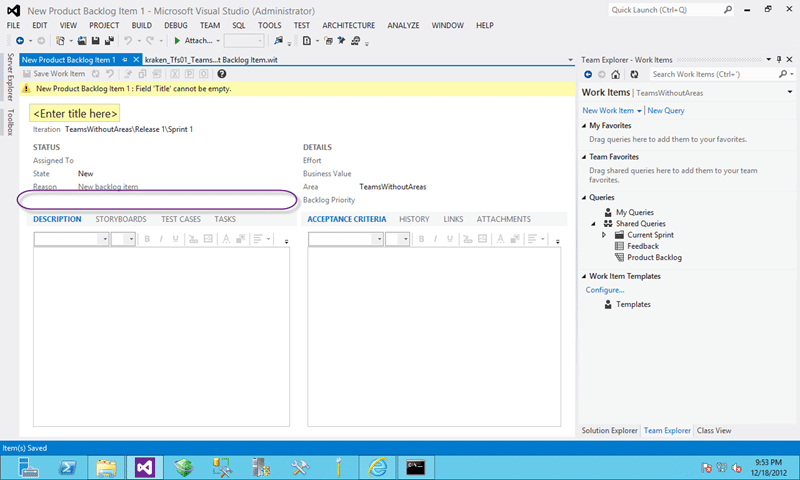 New Product Backlog Item 1 - Microsoft Visual Studio (Administrator)
Quick Launch (Ctrl+Q)
FILE EDIT VIEW PROJECT BUILD DEBUG TEAM SQL TOOLS TEST ARCHITECTURE ANALYZE WINDOW HELP
Attach...
Server Explorer
Toolbox
New Product Backlog Item 1
kraken_Tfs01_Teams...t Backlog Item.wit
Save Work Item
New Product Backlog Item 1 : Field 'Title' cannot be empty.
<Enter title here>
Iteration TeamsWithoutAreas\Release 1\Sprint 1
STATUS
Assigned To
State New
Reason New backlog item
DETAILS
Effort
Business Value
Area TeamsWithoutAreas
Backlog Priority
DESCRIPTION STORYBOARDS TEST CASES TASKS
ACCEPTANCE CRITERIA HISTORY LINKS ATTACHMENTS
B I U
B I U
Team Explorer - Work Items
Search Work Items (Ctrl+')
Work Items | TeamsWithoutAreas
New Work Item | New Query
My Favorites
Drag queries here to add them to your favorites.
Team Favorites
Drag shared queries here to add them to your team
favorites.
Queries
My Queries
Shared Queries
Current Sprint
Feedback
Product Backlog
Work Item Templates
Configure...
Templates
Solution Explorer Team Explorer Class View
Item(s) Saved
9:53 PM
12/18/2012